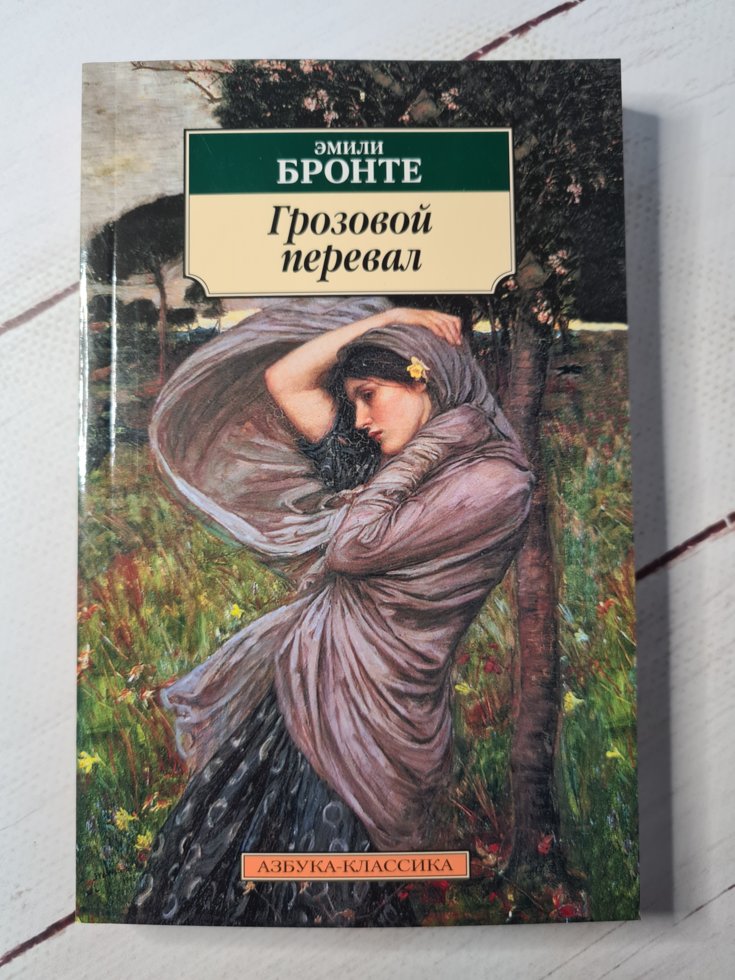 ЭМИЛИ
БРОНТЕ
Грозовой
перевал
АЗБУКА-КЛАССИКА